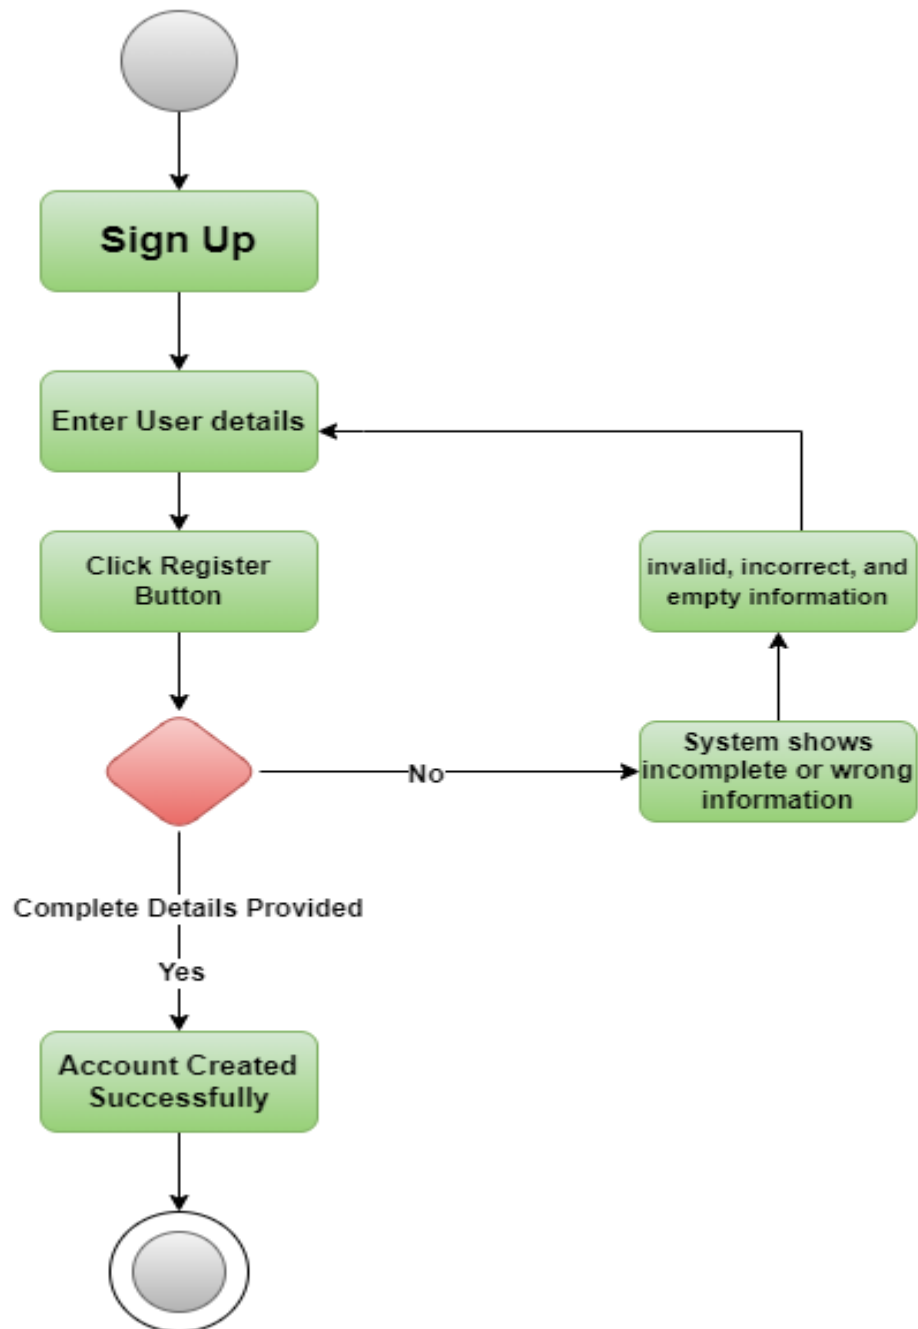 Sign Up
Enter User details
Click Register
Button
invalid, incorrect, and
empty information
System shows
incomplete or wrong
information
No
Complete Details Provided
Yes
Account Created
Successfully